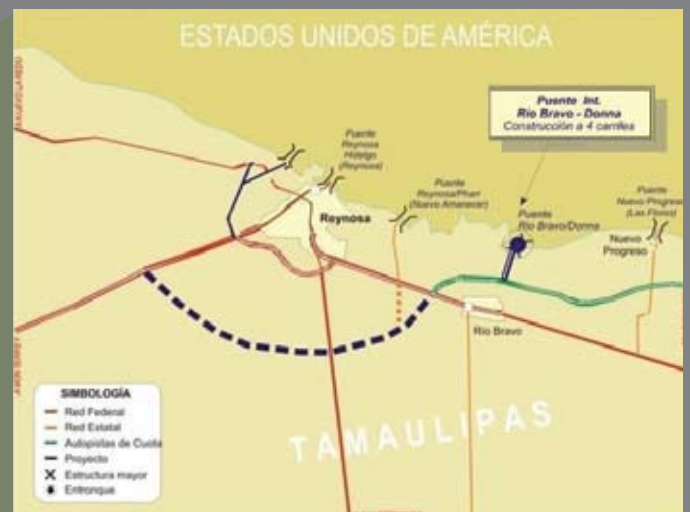 ESTADOS UNIDOS DE AMÉRICA
Puente Int.
Río Bravo - Donna
Construcción a 4 carriles
Puente
Reynosa
Hidalgo
(Reynosa)
Puente
Reynosa/Pharr
(Nuevo Amanecer)
Puente
Río Bravo/Donna
Puente
Nuevo Progreso
(Las Flores)
Nuevo
Progreso
Reynosa
Río Bravo
TAMAULIPAS
SIMBOLOGÍA
Red Federal
Red Estatal
Autopistas de Cuota
Proyecto
Estructura mayor
Entronque